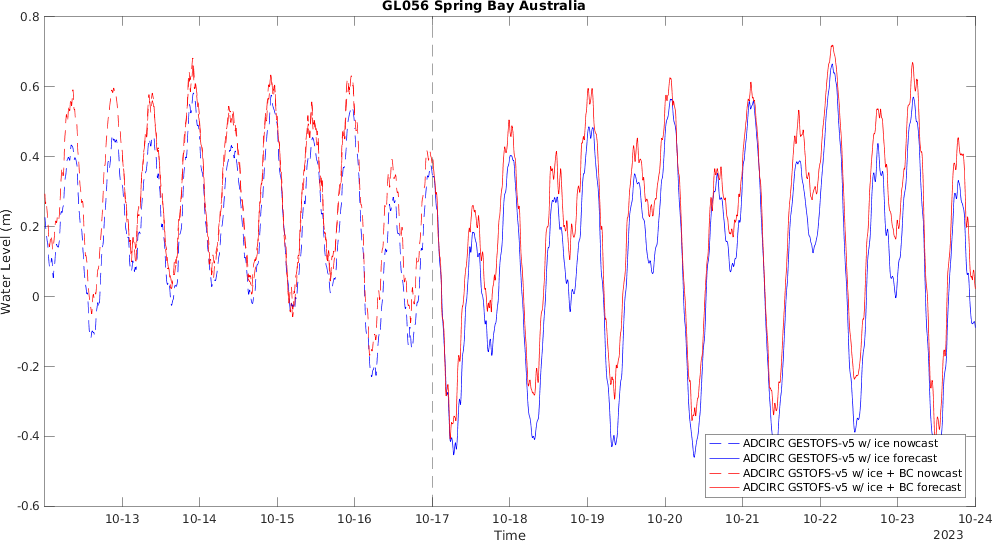 GL056 Spring Bay Australia
0.8
0.6
0.4
0.2
0
-0.2
-0.4
-0.6
Water Level (m)
ADCIRC GESTOFS-v5 w/ ice nowcast
ADCIRC GESTOFS-v5 w/ ice forecast
ADCIRC GSTOFS-v5 w/ ice + BC nowcast
ADCIRC GSTOFS-v5 w/ ice + BC forecast
10-13 10-14 10-15 10-16 10-17 10-18 10-19 10-20 10-21 10-22 10-23 10-24
Time
2023